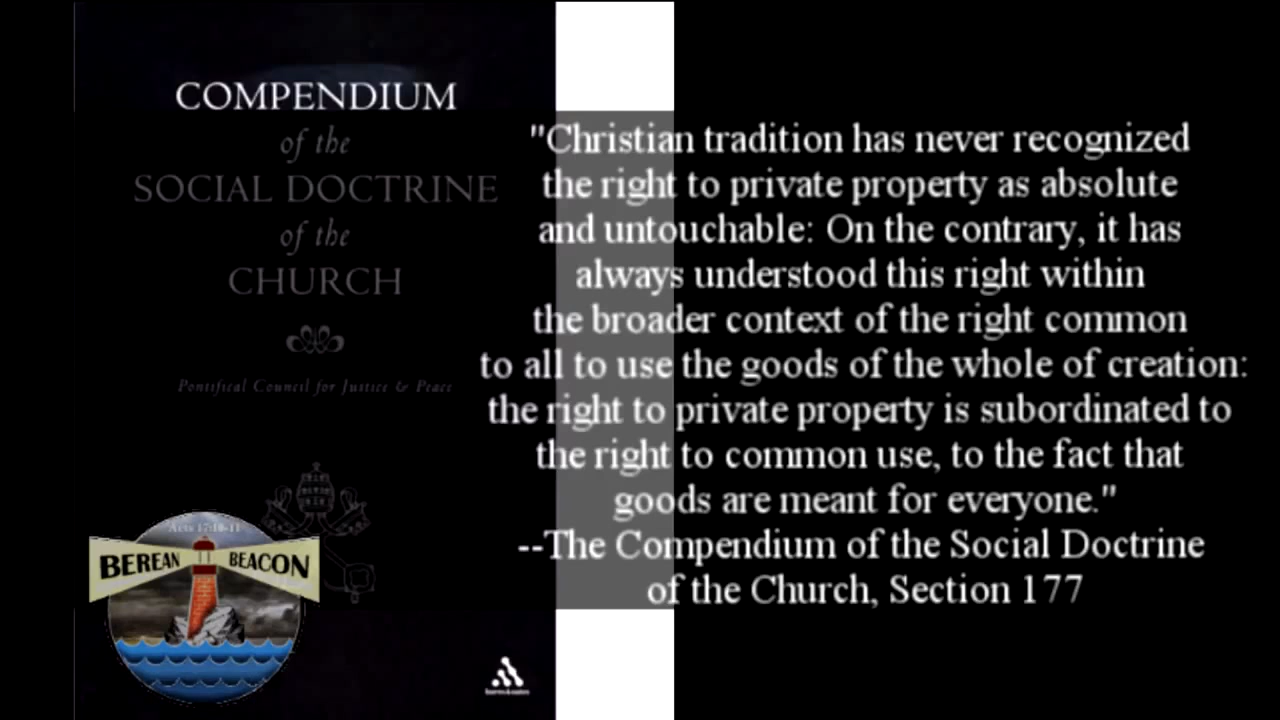 COMPENDIUM
of the
SOCIAL DOCTRINE
of the
CHURCH
Pontifical Council for Justice & Peace
"Christian tradition has never recognized
the right to private property as absolute
and untouchable: On the contrary, it has
always understood this right within
the broader context of the right common
to all to use the goods of the whole of creation:
the right to private property is subordinated to
the right to common use, to the fact that
goods are meant for everyone."
--The Compendium of the Social Doctrine
of the Church, Section 177
Acts 17:10-11
BEREAN BEACON